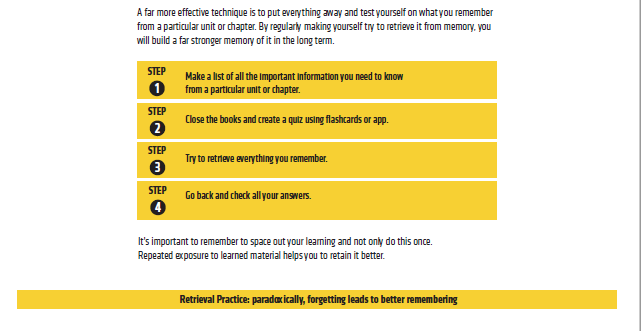 A far more effective technique is to put everything away and test yourself on what you remember
from a particular unit or chapter. By regularly making yourself try to retrieve it from memory, you
will build a far stronger memory of it in the long term.
STEP
1
Make a list of all the important information you need to know
from a particular unit or chapter.
STEP
2
Close the books and create a quiz using flashcards or app.
STEP
3
Try to retrieve everything you remember.
STEP
4
Go back and check all your answers.
It's important to remember to space out your learning and not only do this once.
Repeated exposure to learned material helps you to retain it better.
Retrieval Practice: paradoxically, forgetting leads to better remembering